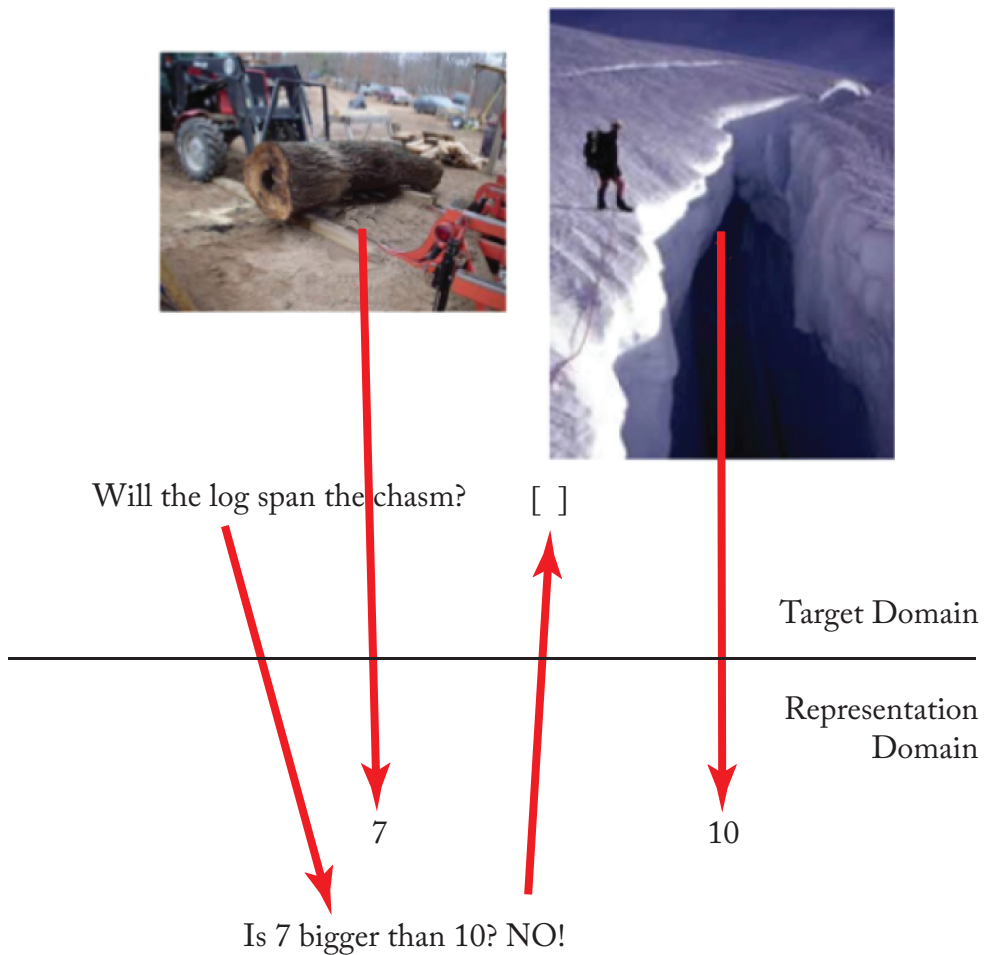 Will the log span the chasm?
[ ]
Target Domain
Representation
Domain
7
10
Is 7 bigger than 10? NO!